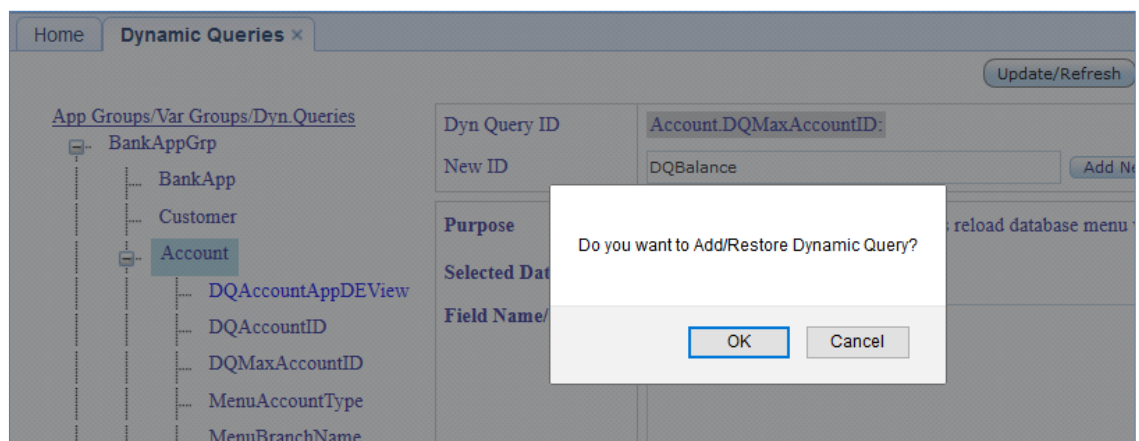 Home Dynamic Queries ×
Update/Refresh
App Groups/Var Groups/Dyn.Queries
BankAppGrp
BankApp
Customer
Account
DQAccountAppDEView
DQAccountID
DQMaxAccountID
MenuAccountType
MenuBranchName
Dyn Query ID Account.DQMaxAccountID:
New ID DQBalance Add
Purpose reload database menu
Selected
Field Name/
Do you want to Add/Restore Dynamic Query?
OK Cancel